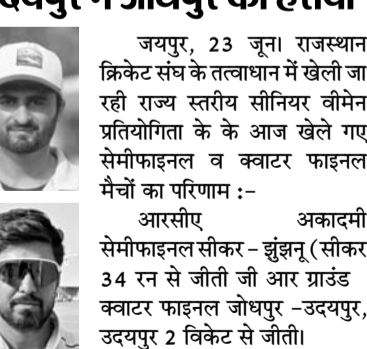 जयपुर, 23 जून। राजस्थान
क्रिकेट संघ के तत्वाधान में खेली जा
रही राज्य स्तरीय सीनियर वीमेन
प्रतियोगिता के के आज खेले गए
सेमीफाइनल व क्वाटर फाइनल
मैचों का परिणाम :–
आरसीए अकादमी
सेमीफाइनल सीकर – झुंझनू (सीकर
34 रन से जीती जी आर ग्राउंड
क्वाटर फाइनल जोधपुर –उदयपुर,
उदयपुर 2 विकेट से जीती।